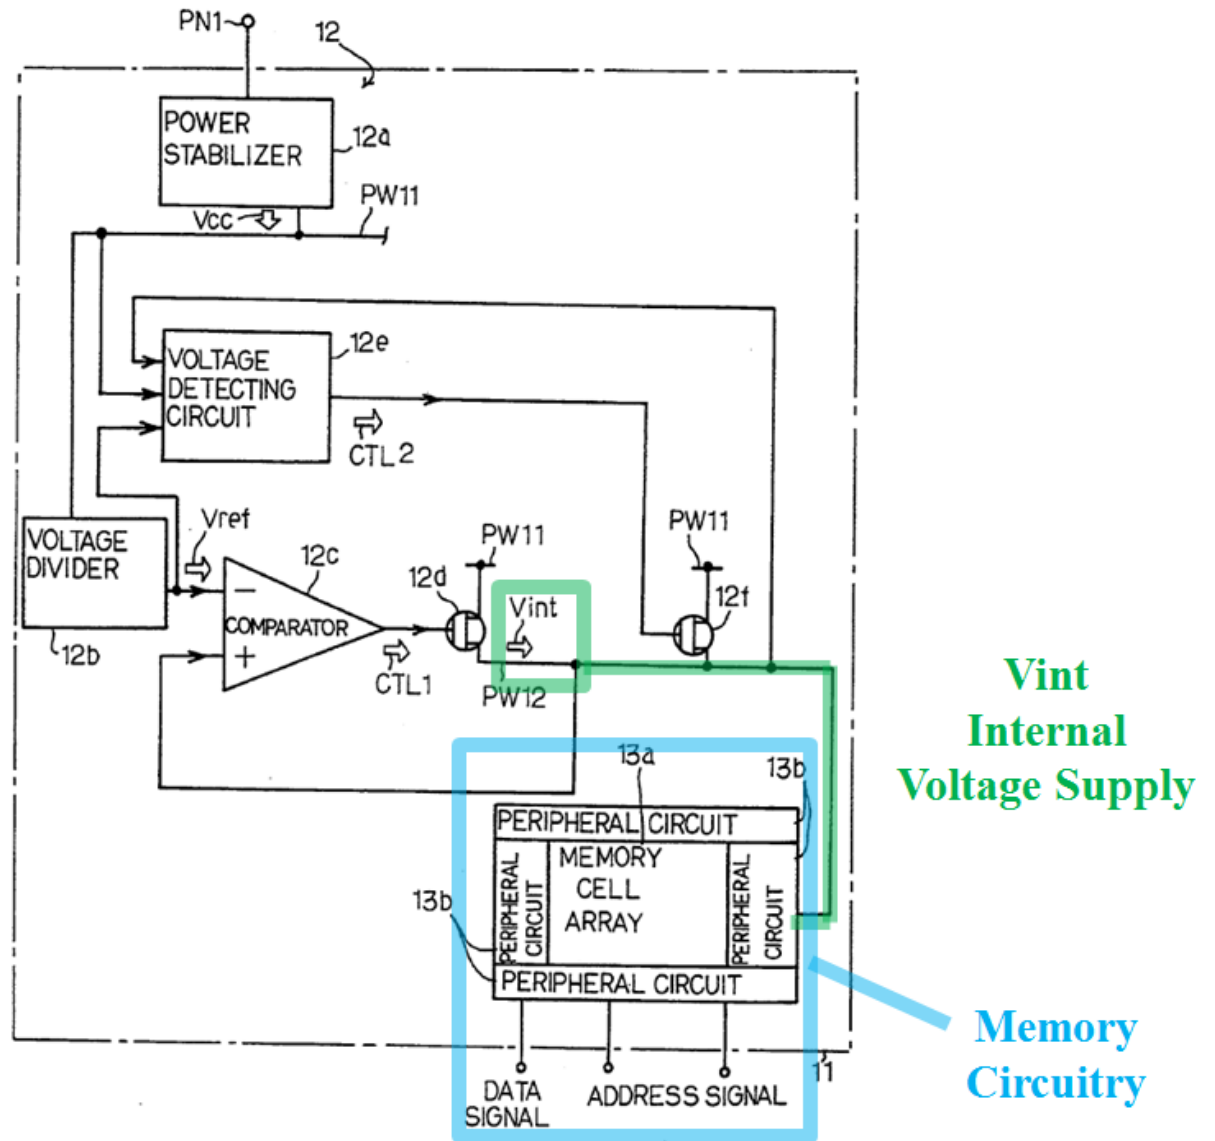 PN1
12
POWER
STABILIZER
12a
Vcc
PW11
VOLTAGE
DETECTING
CIRCUIT
12e
CTL2
VOLTAGE
DIVIDER
12b
Vref
COMPARATOR
12c
−
+
CTL1
12d
PW11
Vint
PW12
PW11
12f
Vint
Internal
Voltage Supply
13a
13b
PERIPHERAL CIRCUIT
PERIPHERAL
CIRCUIT
MEMORY
CELL
ARRAY
PERIPHERAL
CIRCUIT
13b
PERIPHERAL CIRCUIT
DATA
SIGNAL
ADDRESS SIGNAL
11
Memory
Circuitry